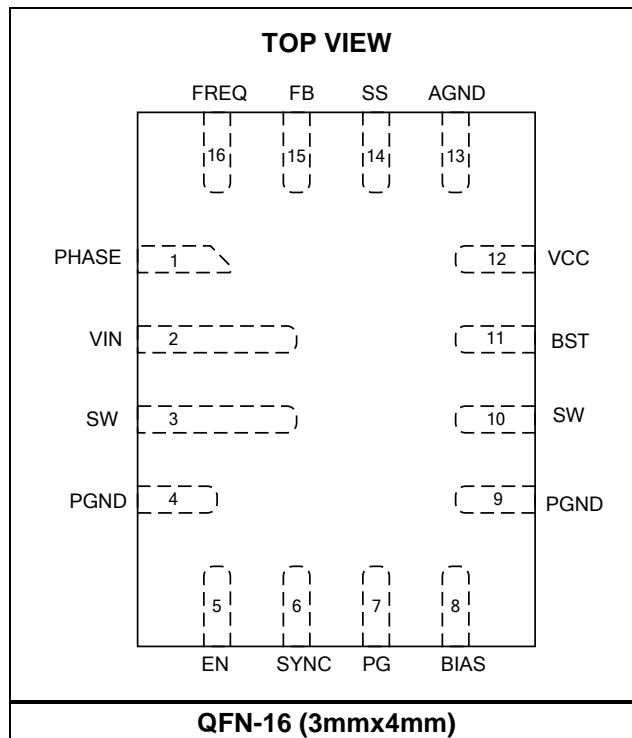 TOP VIEW
FREQ FB SS AGND
16 15 14 13
PHASE 1 12 VCC
VIN 2 11 BST
SW 3 10 SW
PGND 4 9 PGND
5 6 7 8
EN SYNC PG BIAS
QFN-16 (3mmx4mm)